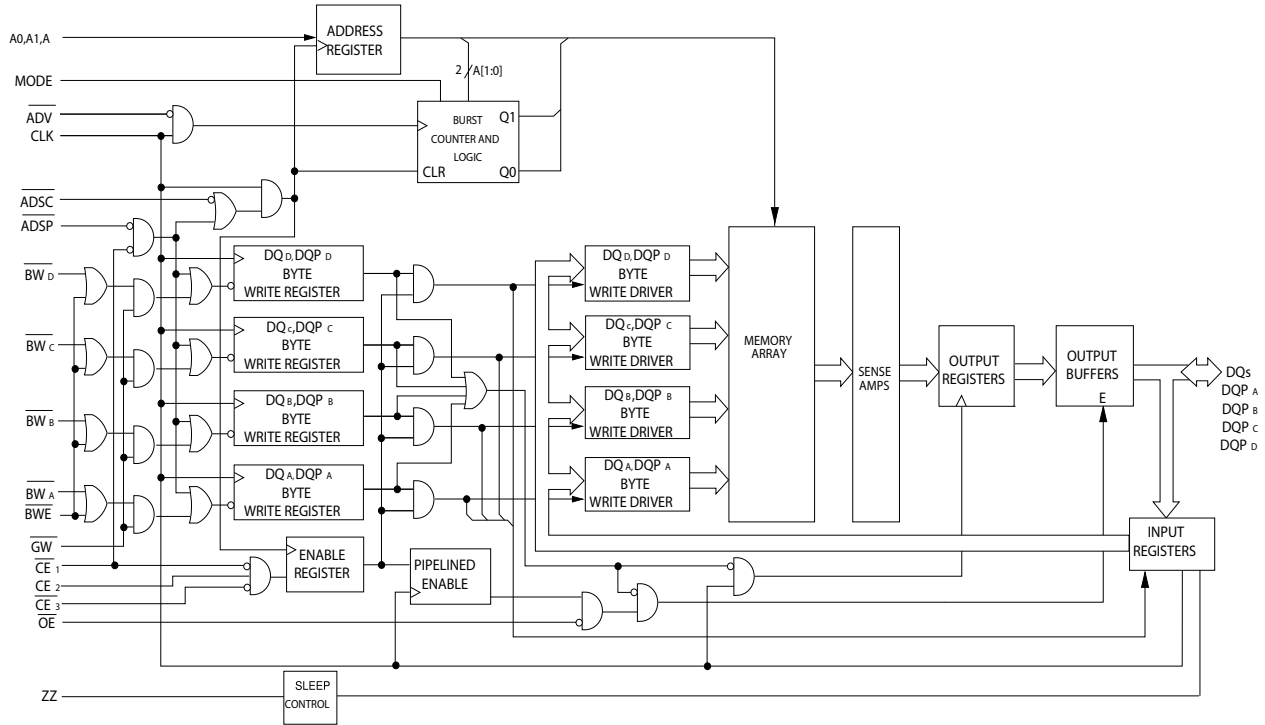 A0,A1,A
ADDRESS
REGISTER
MODE
2 A[1:0]
ADV
CLK
BURST
COUNTER AND
LOGIC
Q1
CLR
Q0
ADSC
ADSP
BW D
DQ D, DQP D
BYTE
WRITE REGISTER
DQ D, DQP D
BYTE
WRITE DRIVER
BW C
DQ c, DQP C
BYTE
WRITE REGISTER
DQ c, DQP C
BYTE
WRITE DRIVER
BW B
DQ B, DQP B
BYTE
WRITE REGISTER
DQ B, DQP B
BYTE
WRITE DRIVER
BW A
BWE
DQ A, DQP A
BYTE
WRITE REGISTER
DQ A, DQP A
BYTE
WRITE DRIVER
MEMORY
ARRAY
SENSE
AMPS
OUTPUT
REGISTERS
OUTPUT
BUFFERS
E
DQs
DQP A
DQP B
DQP C
DQP D
GW
CE 1
CE 2
CE 3
OE
ENABLE
REGISTER
PIPELINED
ENABLE
INPUT
REGISTERS
ZZ
SLEEP
CONTROL